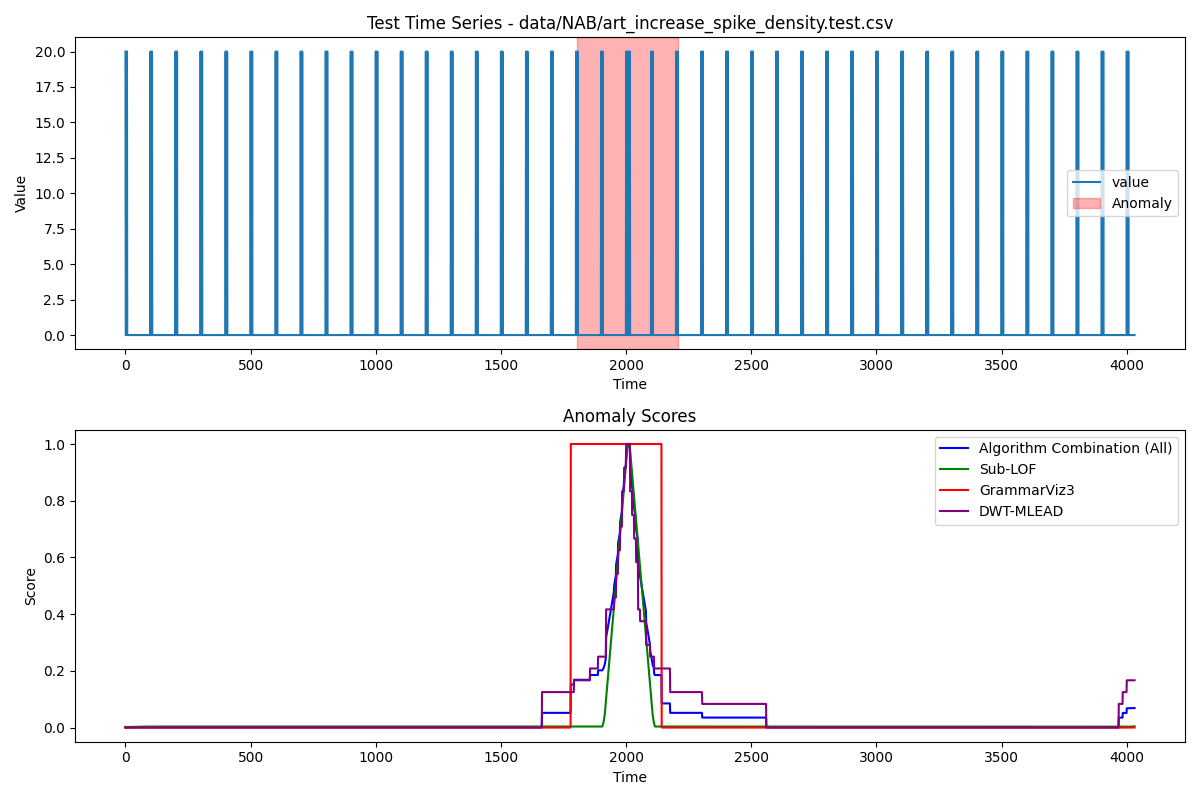 Test Time Series - data/NAB/art_increase_spike_density.test.csv
20.0
17.5
15.0
12.5
10.0
7.5
5.0
2.5
0.0
Value
value
Anomaly
0 500 1000 1500 2000 2500 3000 3500 4000
Time
Anomaly Scores
1.0
0.8
0.6
0.4
0.2
0.0
Score
Algorithm Combination (All)
Sub-LOF
GrammarViz3
DWT-MLEAD
0 500 1000 1500 2000 2500 3000 3500 4000
Time